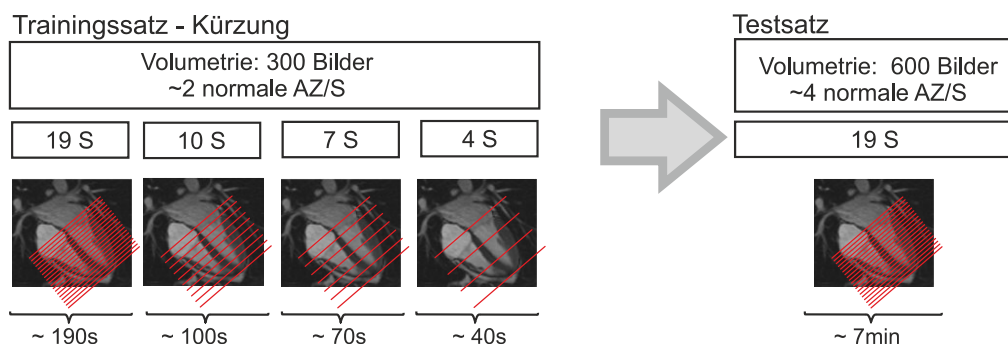 Trainingssatz - Kürzung
Volumetrie: 300 Bilder
~2 normale AZ/S
19 S
10 S
7 S
4 S
~ 190s
~ 100s
~ 70s
~ 40s
Testsatz
Volumetrie: 600 Bilder
~4 normale AZ/S
19 S
~ 7min